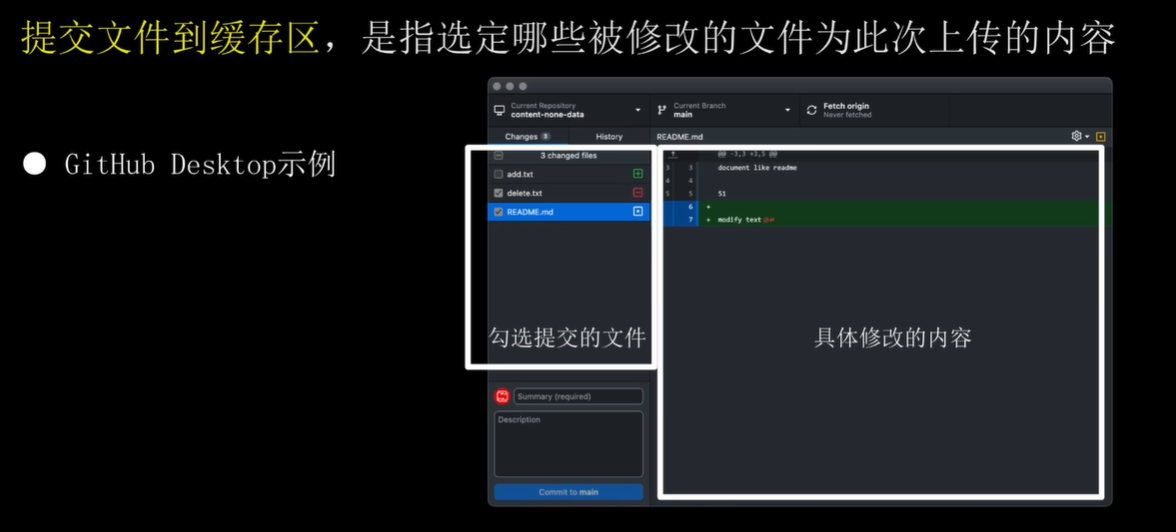 提交文件到缓存区，是指选定哪些被修改的文件为此次上传的内容
GitHub Desktop示例
Current Repository
content-none-data
Current Branch
main
Fetch origin
Never fetched
Changes 3
History
README.md
3 changed files
add.txt
delete.txt
README.md
勾选提交的文件
Summary (required)
Description
Commit to main
@@ -3,3 +3,5 @@
3 3 document like readme
4 4
5 5 51
6 +
7 + modify text
具体修改的内容